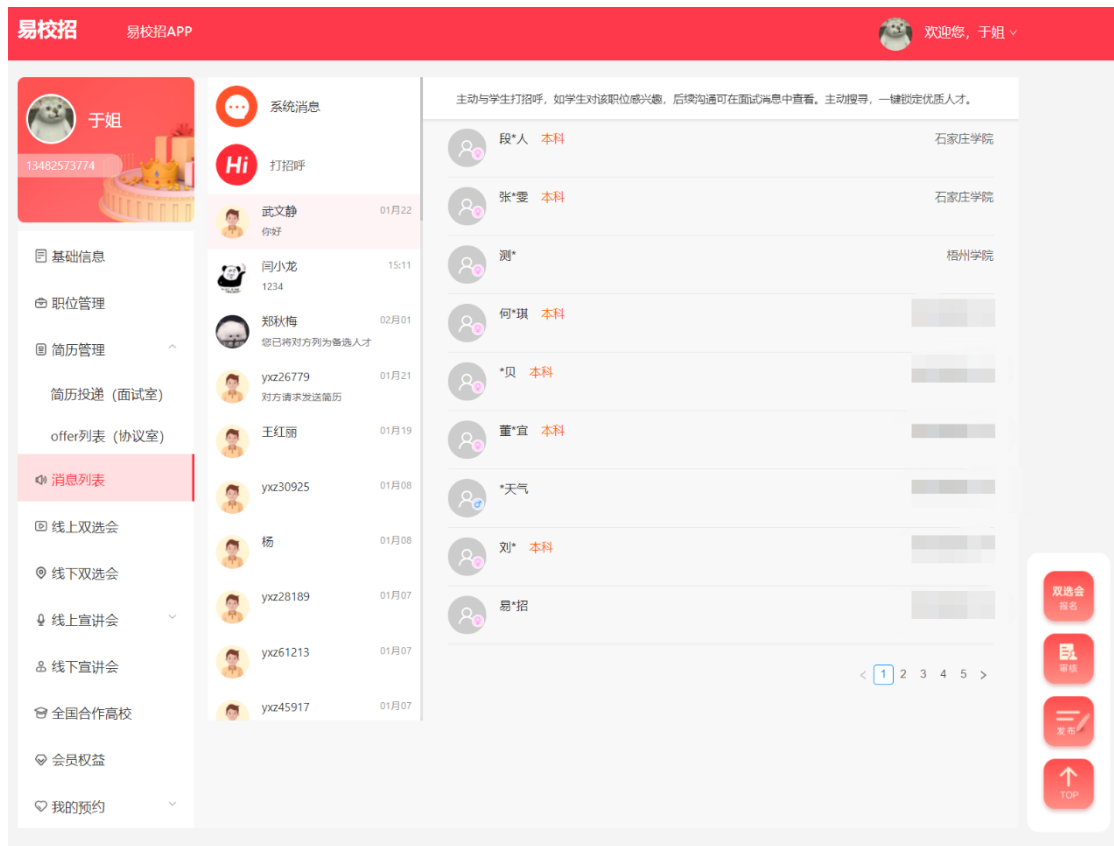 易校招
易校招APP
欢迎您，于姐
于姐
13482573774
基础信息
职位管理
简历管理
简历投递（面试室）
offer列表（协议室）
消息列表
线上双选会
线下双选会
线上宣讲会
线下宣讲会
全国合作高校
会员权益
我的预约
系统消息
Hi 打招呼
武文静 01月22
你好
闫小龙 15:11
1234
郑秋梅 02月01
您已将对方列为备选人才
yxz26779 01月21
对方请求发送简历
王红丽 01月19
yxz30925 01月08
杨 01月08
yxz28189 01月07
yxz61213 01月07
yxz45917 01月07
主动与学生打招呼，如学生对该职位感兴趣，后续沟通可在面试消息中查看。主动搜寻，一键锁定优质人才。
段*人 本科 石家庄学院
张*雯 本科 石家庄学院
测* 梧州学院
何*琪 本科
*贝 本科
董*宜 本科
*天气
刘* 本科
易*招
< 1 2 3 4 5 >
双选会
报名
审核
发布
TOP